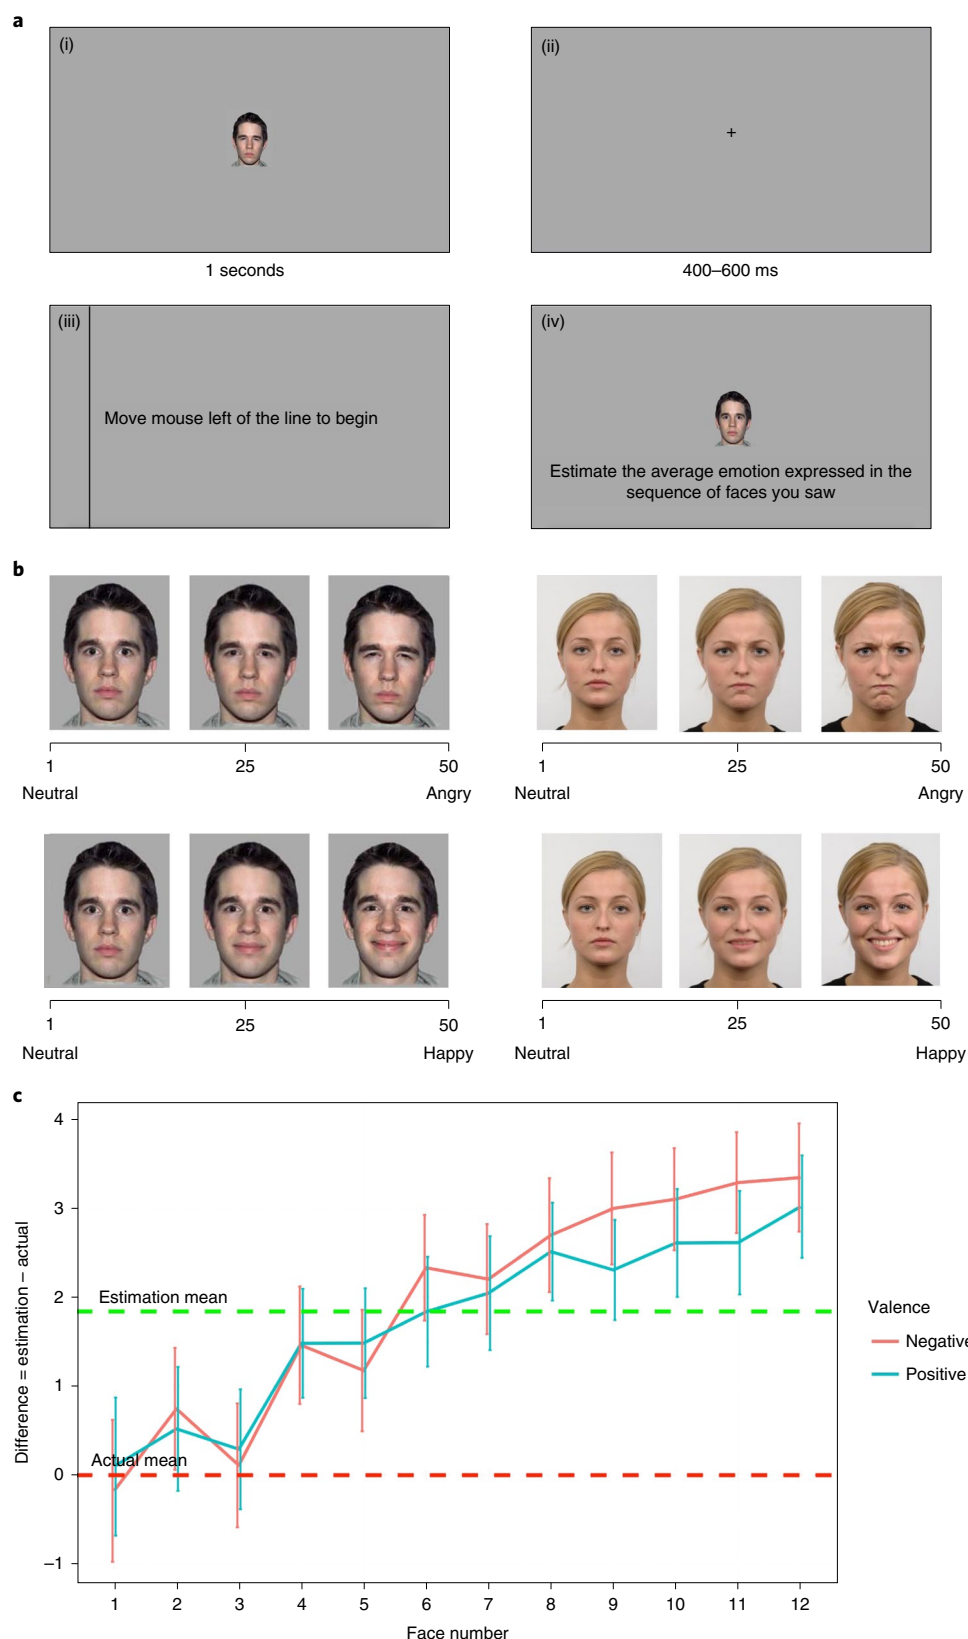 a
(i)
(ii)
+
1 seconds
400–600 ms
(iii)
Move mouse left of the line to begin
(iv)
Estimate the average emotion expressed in the
sequence of faces you saw
b
1
25
50
Neutral
Angry
1
25
50
Neutral
Angry
1
25
50
Neutral
Happy
1
25
50
Neutral
Happy
c
Difference = estimation – actual
4
3
2
1
0
–1
Estimation mean
Actual mean
1 2 3 4 5 6 7 8 9 10 11 12
Face number
Valence
Negative
Positive